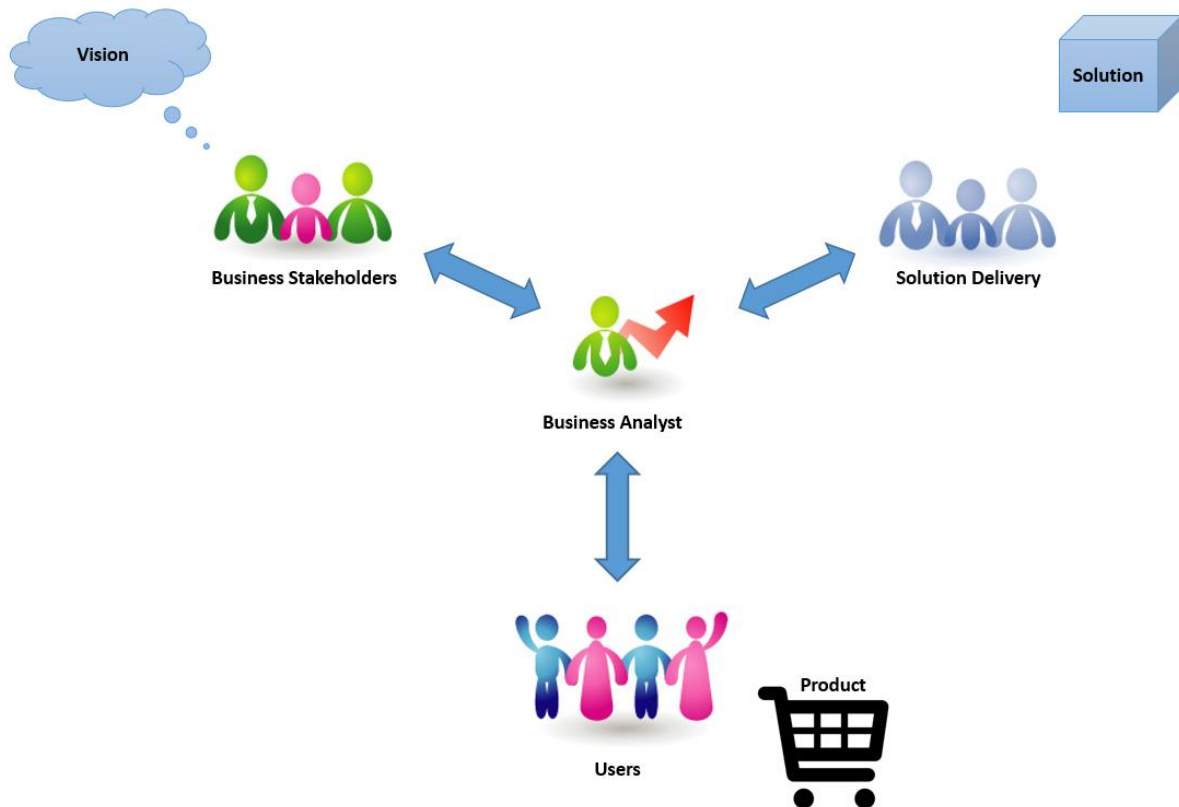 Vision
Solution
Business Stakeholders
Solution Delivery
Business Analyst
Product
Users